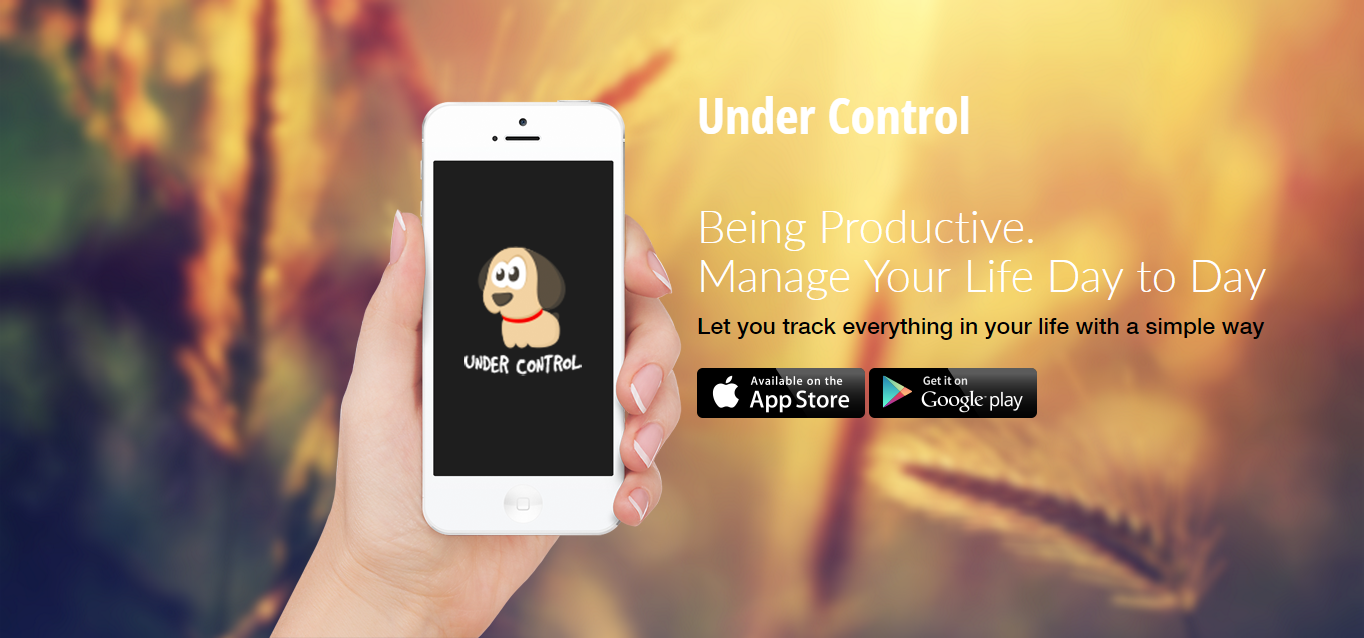 Under Control
Being Productive.
Manage Your Life Day to Day
Let you track everything in your life with a simple way
UNDER CONTROL
Available on the
App Store
Get it on
Google play